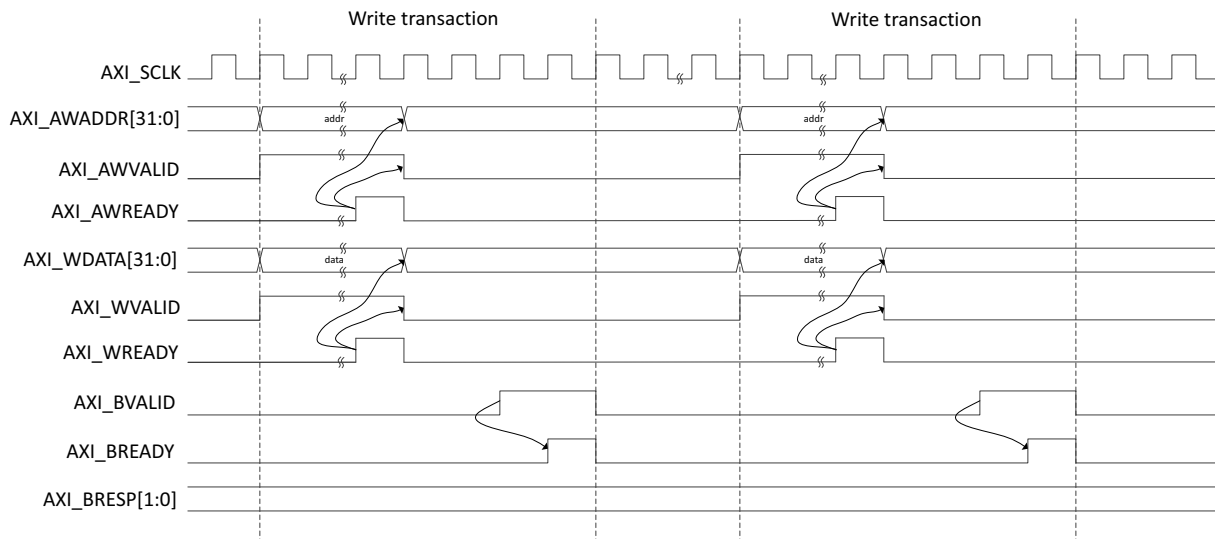 Write transaction Write transaction
AXI_SCLK
AXI_AWADDR[31:0] addr addr
AXI_AWVALID
AXI_AWREADY
AXI_WDATA[31:0] data data
AXI_WVALID
AXI_WREADY
AXI_BVALID
AXI_BREADY
AXI_BRESP[1:0]